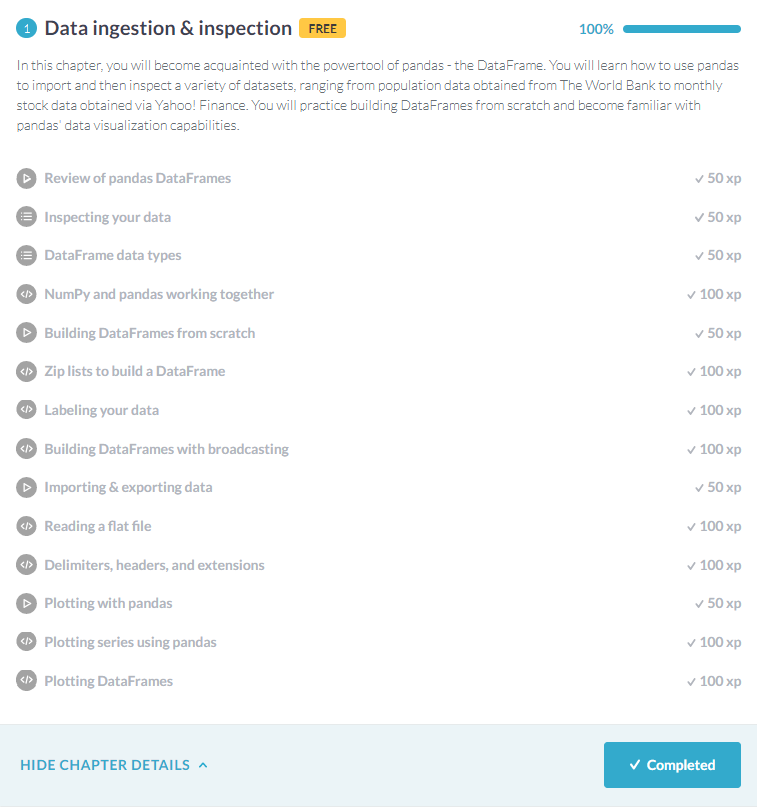 1 Data ingestion & inspection FREE 100%
In this chapter, you will become acquainted with the powertool of pandas - the DataFrame. You will learn how to use pandas
to import and then inspect a variety of datasets, ranging from population data obtained from The World Bank to monthly
stock data obtained via Yahoo! Finance. You will practice building DataFrames from scratch and become familiar with
pandas' data visualization capabilities.
Review of pandas DataFrames ✓ 50 xp
Inspecting your data ✓ 50 xp
DataFrame data types ✓ 50 xp
</> NumPy and pandas working together ✓ 100 xp
Building DataFrames from scratch ✓ 50 xp
</> Zip lists to build a DataFrame ✓ 100 xp
</> Labeling your data ✓ 100 xp
</> Building DataFrames with broadcasting ✓ 100 xp
Importing & exporting data ✓ 50 xp
</> Reading a flat file ✓ 100 xp
</> Delimiters, headers, and extensions ✓ 100 xp
Plotting with pandas ✓ 50 xp
</> Plotting series using pandas ✓ 100 xp
</> Plotting DataFrames ✓ 100 xp
HIDE CHAPTER DETAILS ✓ Completed